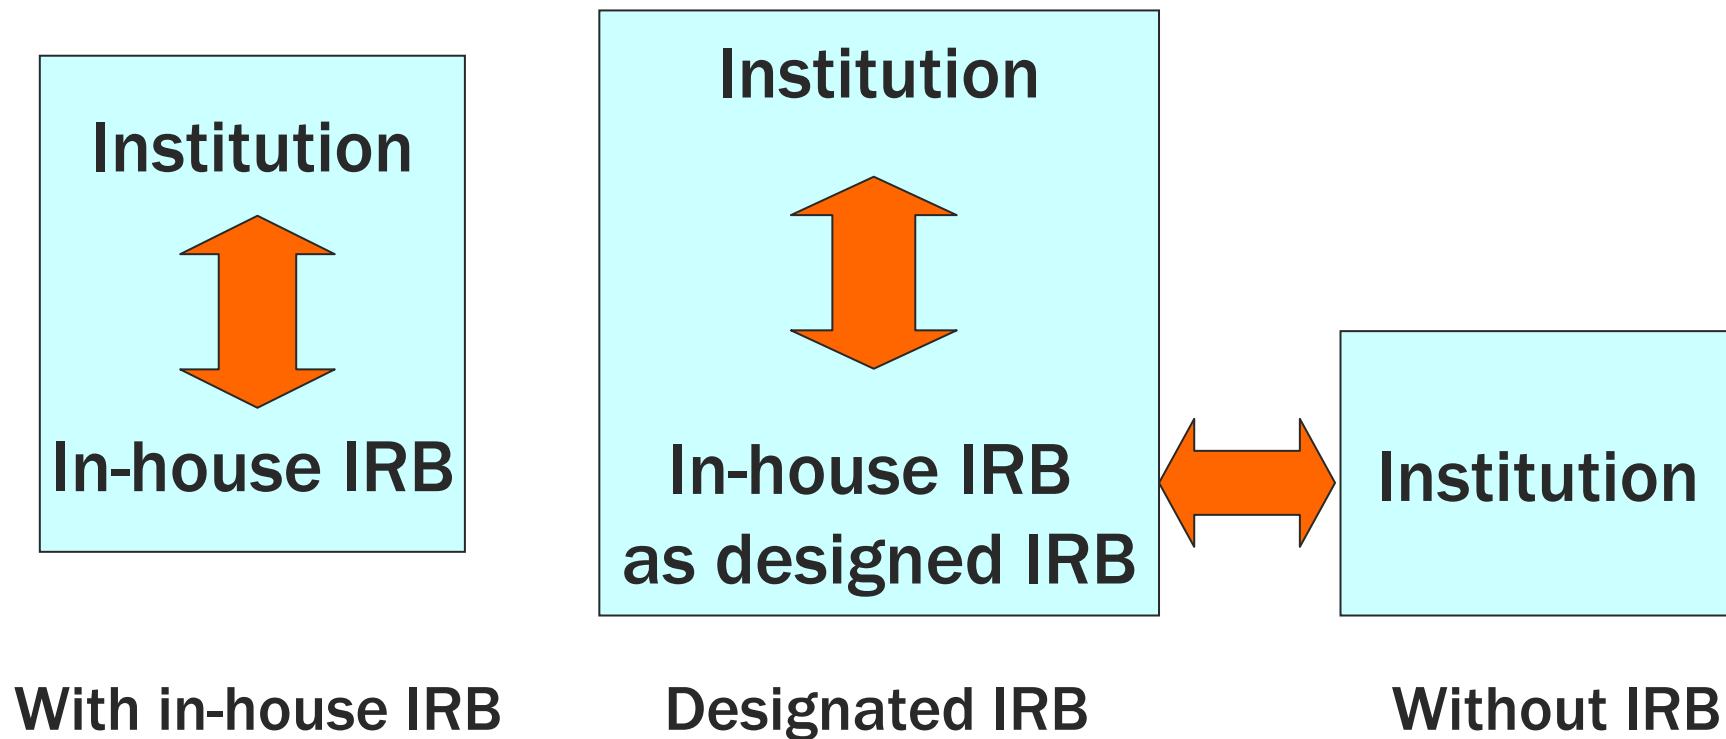 Institution
In-house IRB
With in-house IRB
Institution
In-house IRB
as designed IRB
Designated IRB
Institution
Without IRB